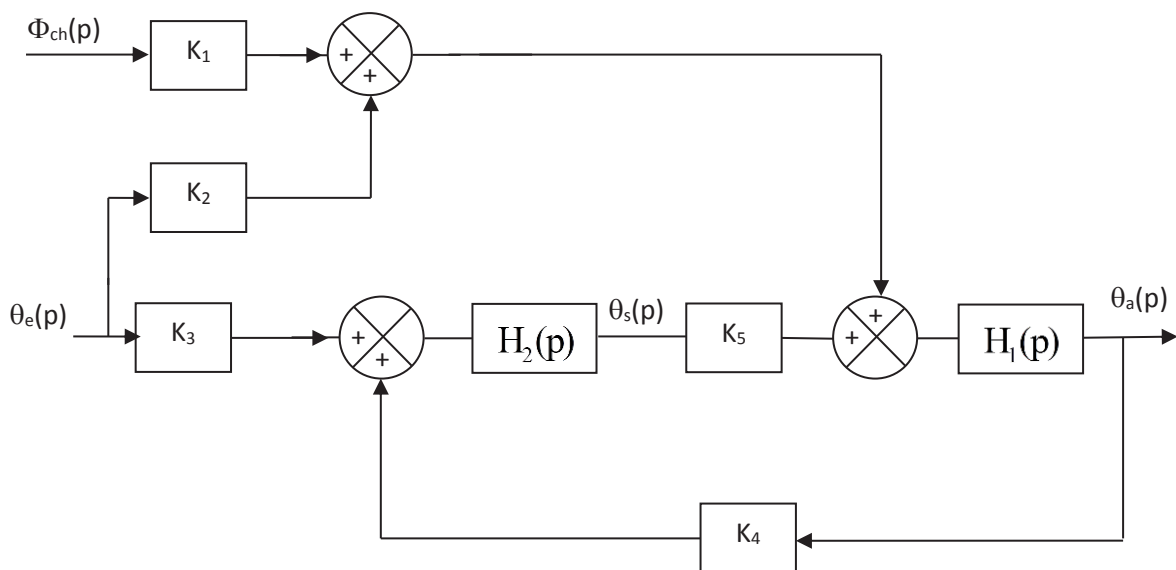 Φch(p)
K1
+
+
K2
θe(p)
K3
+
+
H2(p)
θs(p)
K5
+
+
H1(p)
θa(p)
K4